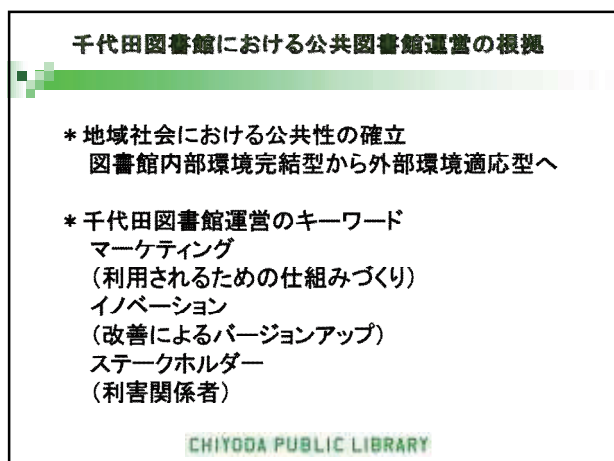 千代田図書館における公共図書館運営の根拠
＊地域社会における公共性の確立
図書館内部環境完結型から外部環境適応型へ
＊千代田図書館運営のキーワード
マーケティング
(利用されるための仕組みづくり)
イノベーション
(改善によるバージョンアップ)
ステークホルダー
(利害関係者)
CHIYODA PUBLIC LIBRARY